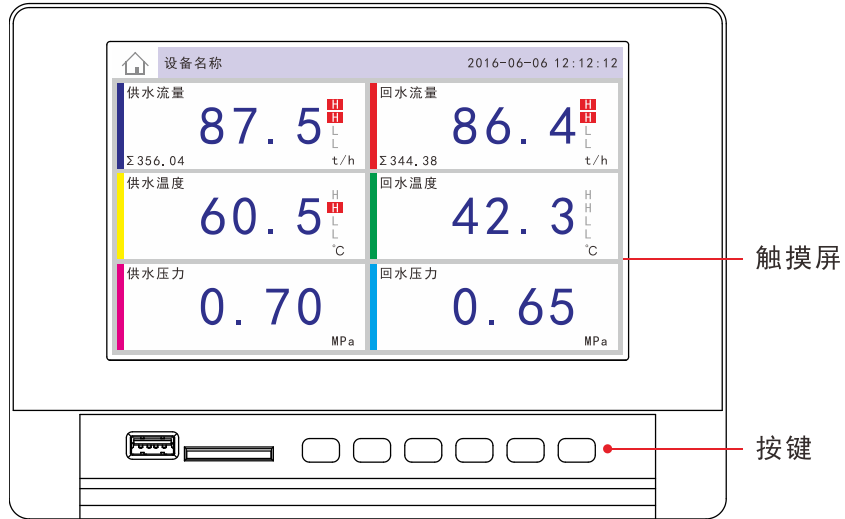 设备名称 2016-06-06 12:12:12
供水流量
87.5
H
H
L
L
Σ356.04 t/h
回水流量
86.4
H
H
L
L
Σ344.38 t/h
供水温度
60.5
H
H
L
L
℃
回水温度
42.3
H
H
L
L
℃
供水压力
0.70
MPa
回水压力
0.65
MPa
触摸屏
按键